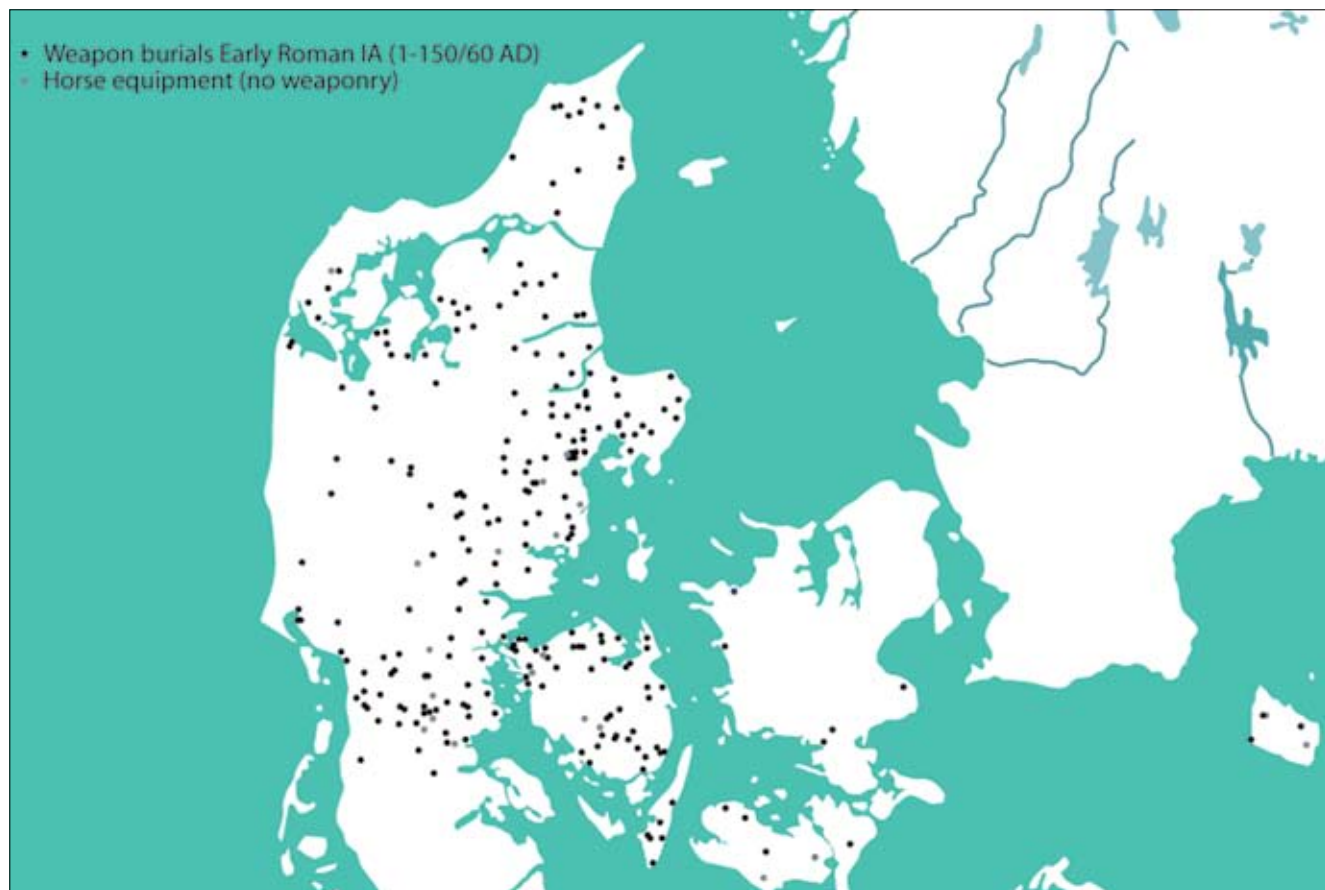 Weapon burials Early Roman IA (1-150/60 AD)
Horse equipment (no weaponry)